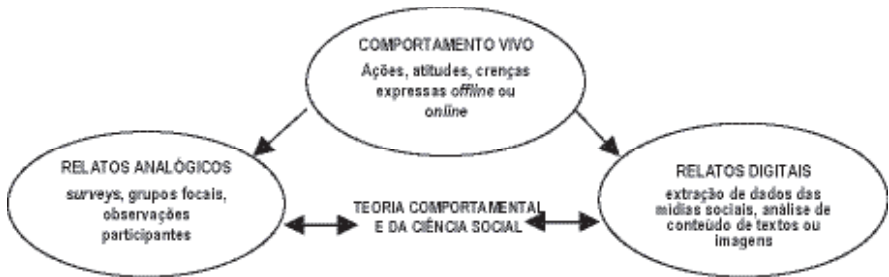 COMPORTAMENTO VIVO
Ações, atitudes, crenças
expressas offline ou
online
RELATOS ANALÓGICOS
surveys, grupos focais,
observações
participantes
TEORIA COMPORTAMENTAL
E DA CIÊNCIA SOCIAL
RELATOS DIGITAIS
extração de dados das
mídias sociais, análise de
conteúdo de textos ou
imagens